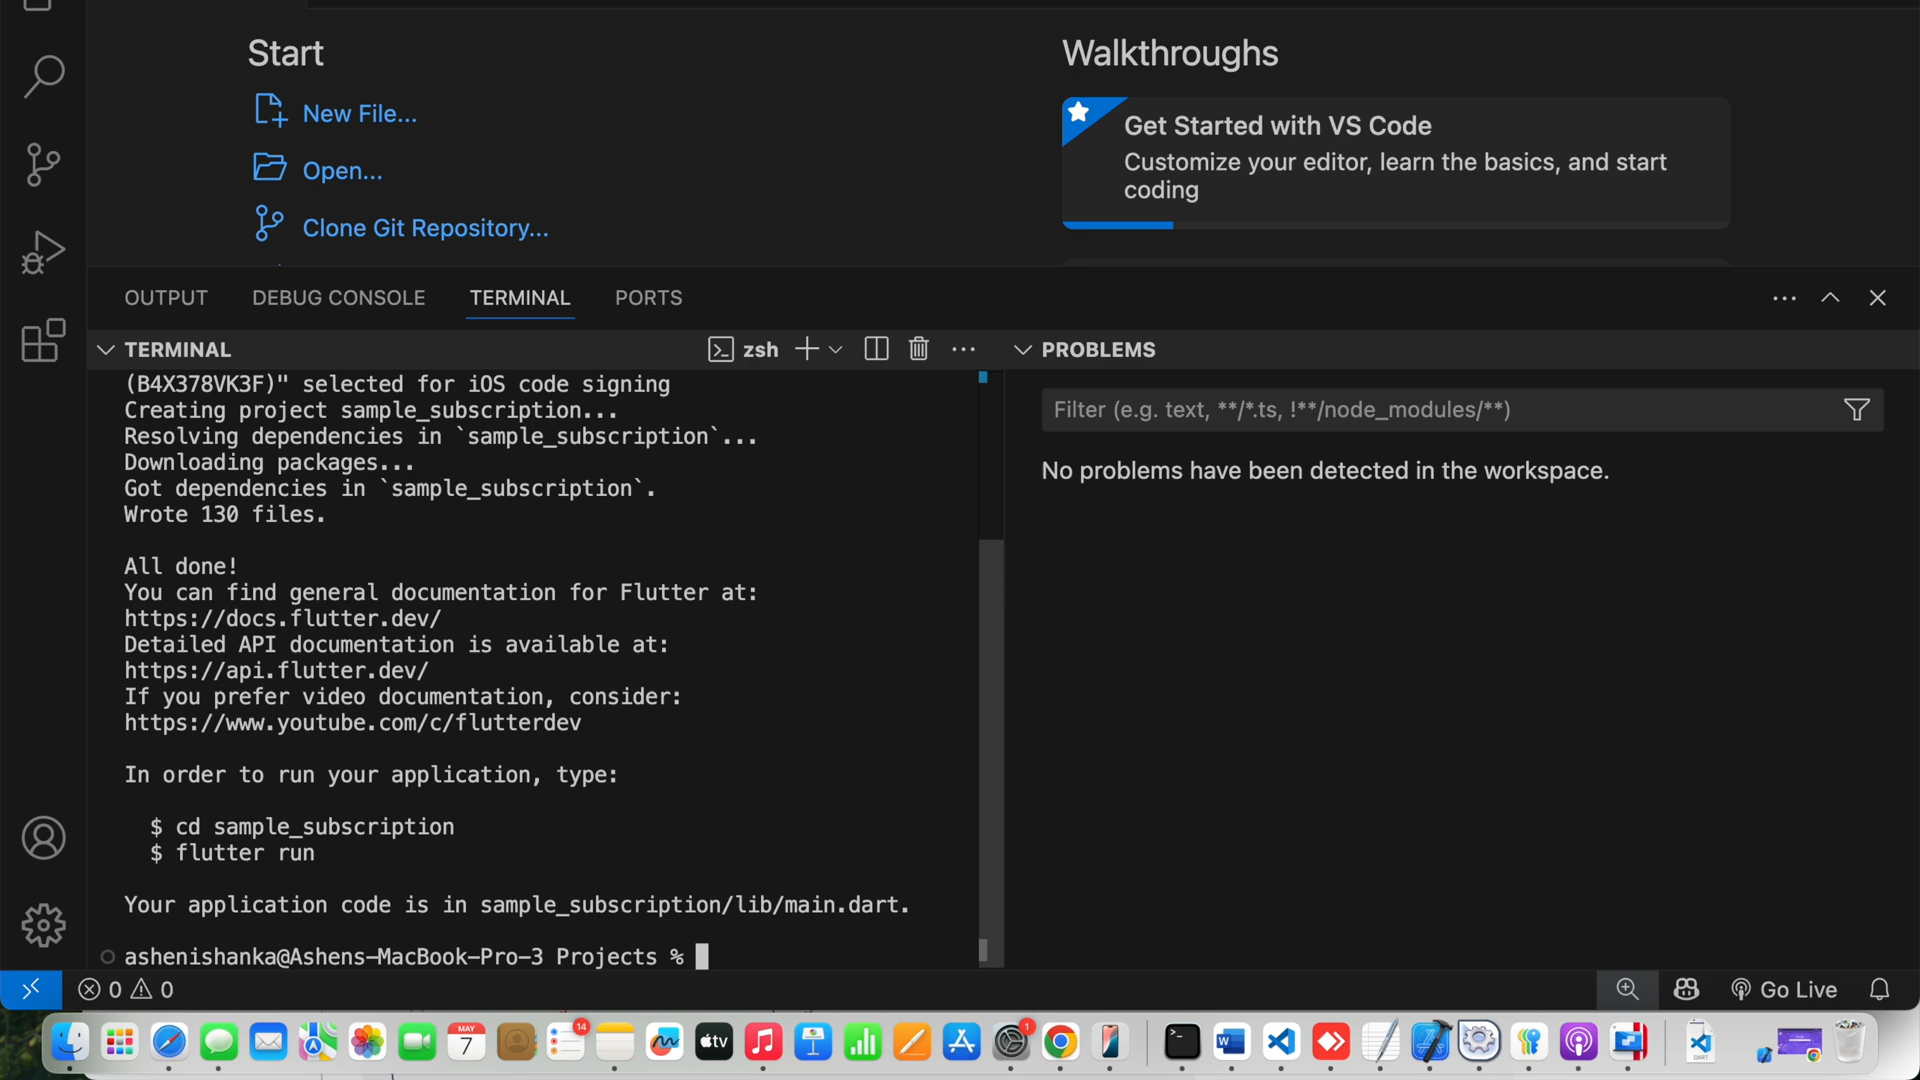 Start
New File...
Open...
Clone Git Repository...
Walkthroughs
Get Started with VS Code
Customize your editor, learn the basics, and start
coding
OUTPUT
DEBUG CONSOLE
TERMINAL
PORTS
TERMINAL
zsh
(B4X378VK3F)" selected for iOS code signing
Creating project sample_subscription...
Resolving dependencies in `sample_subscription`...
Downloading packages...
Got dependencies in `sample_subscription`.
Wrote 130 files.
All done!
You can find general documentation for Flutter at:
https://docs.flutter.dev/
Detailed API documentation is available at:
https://api.flutter.dev/
If you prefer video documentation, consider:
https://www.youtube.com/c/flutterdev
In order to run your application, type:
$ cd sample_subscription
$ flutter run
Your application code is in sample_subscription/lib/main.dart.
ashenishanka@Ashens-MacBook-Pro-3 Projects %
PROBLEMS
Filter (e.g. text, **/*.ts, !**/node_modules/**)
No problems have been detected in the workspace.
0
0
Go Live
MAY
7
14
tv
1
W
DART